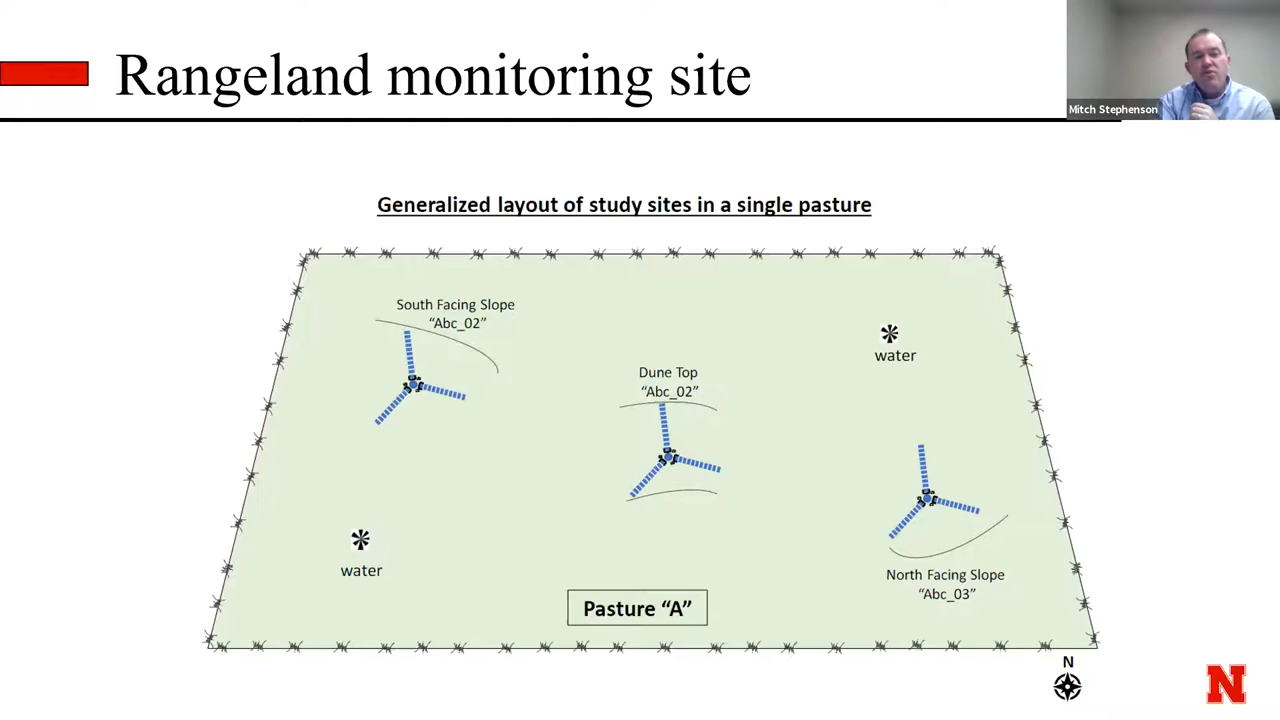 Rangeland monitoring site
Mitch Stephenson
Generalized layout of study sites in a single pasture
South Facing Slope
“Abc_02”
water
Dune Top
“Abc_02”
water
North Facing Slope
“Abc_03”
Pasture “A”
N
N